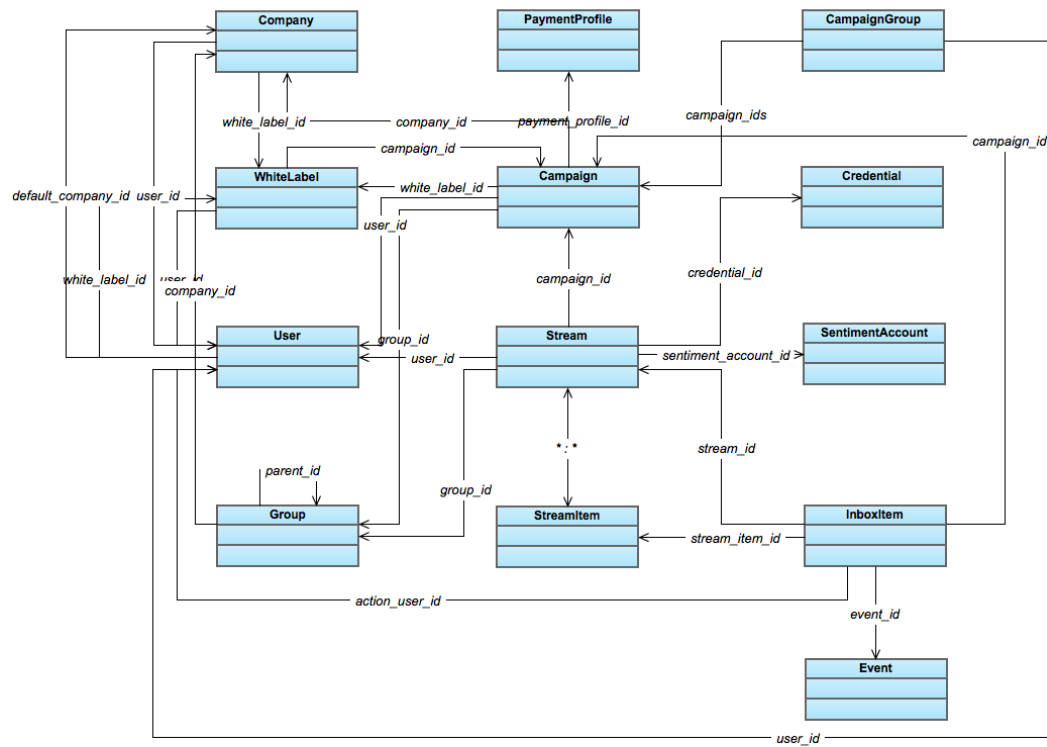 Company
PaymentProfile
CampaignGroup
white_label_id
company_id
payment_profile_id
campaign_ids
campaign_id
campaign_id
WhiteLabel
Campaign
Credential
default_company_id
user_id
white_label_id
user_id
white_label_id
user_id
company_id
campaign_id
credential_id
User
Stream
SentimentAccount
group_id
user_id
sentiment_account_id
parent_id
* : *
stream_id
group_id
Group
StreamItem
InboxItem
stream_item_id
action_user_id
event_id
Event
user_id